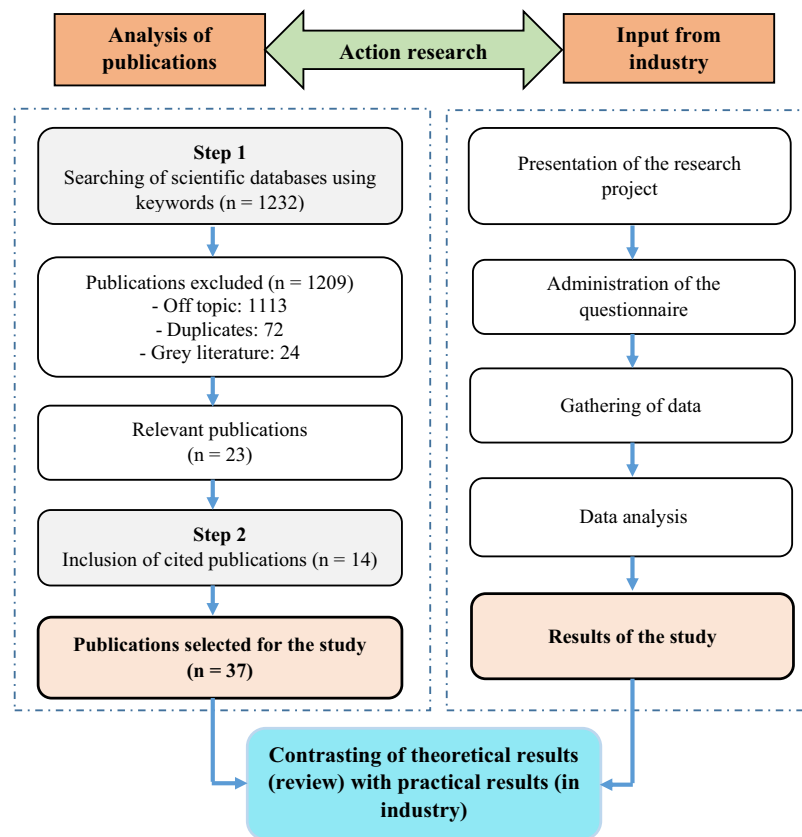 Analysis of
publications
Action research
Input from
industry
Step 1
Searching of scientific databases using
keywords (n = 1232)
Publications excluded (n = 1209)
- Off topic: 1113
- Duplicates: 72
- Grey literature: 24
Relevant publications
(n = 23)
Step 2
Inclusion of cited publications (n = 14)
Publications selected for the study
(n = 37)
Presentation of the research
project
Administration of the
questionnaire
Gathering of data
Data analysis
Results of the study
Contrasting of theoretical results
(review) with practical results (in
industry)